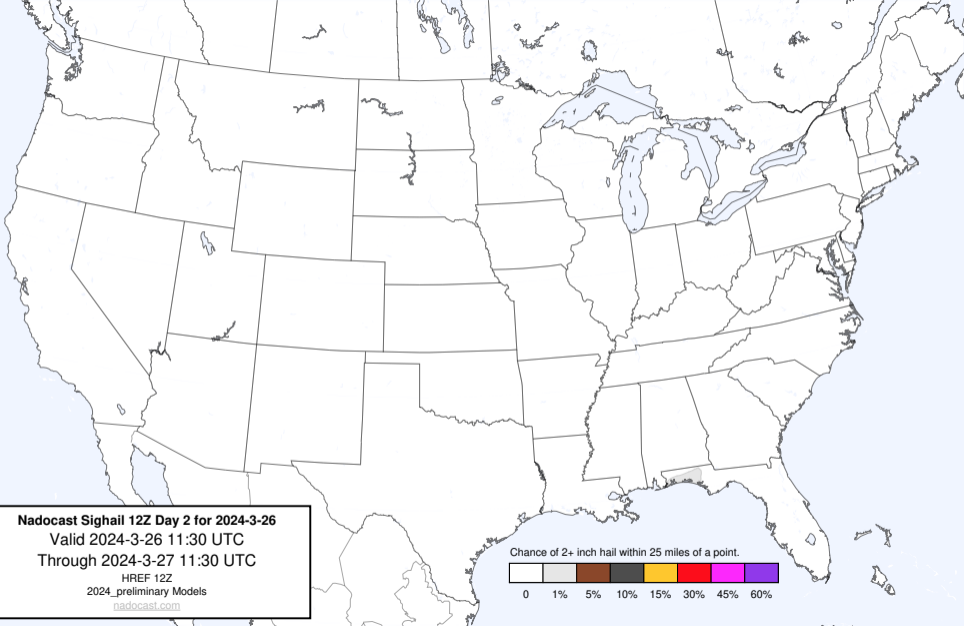 Nadocast Sighail 12Z Day 2 for 2024-3-26
Valid 2024-3-26 11:30 UTC
Through 2024-3-27 11:30 UTC
HREF 12Z
2024_preliminary Models
nadocast.com
Chance of 2+ inch hail within 25 miles of a point.
0 1% 5% 10% 15% 30% 45% 60%